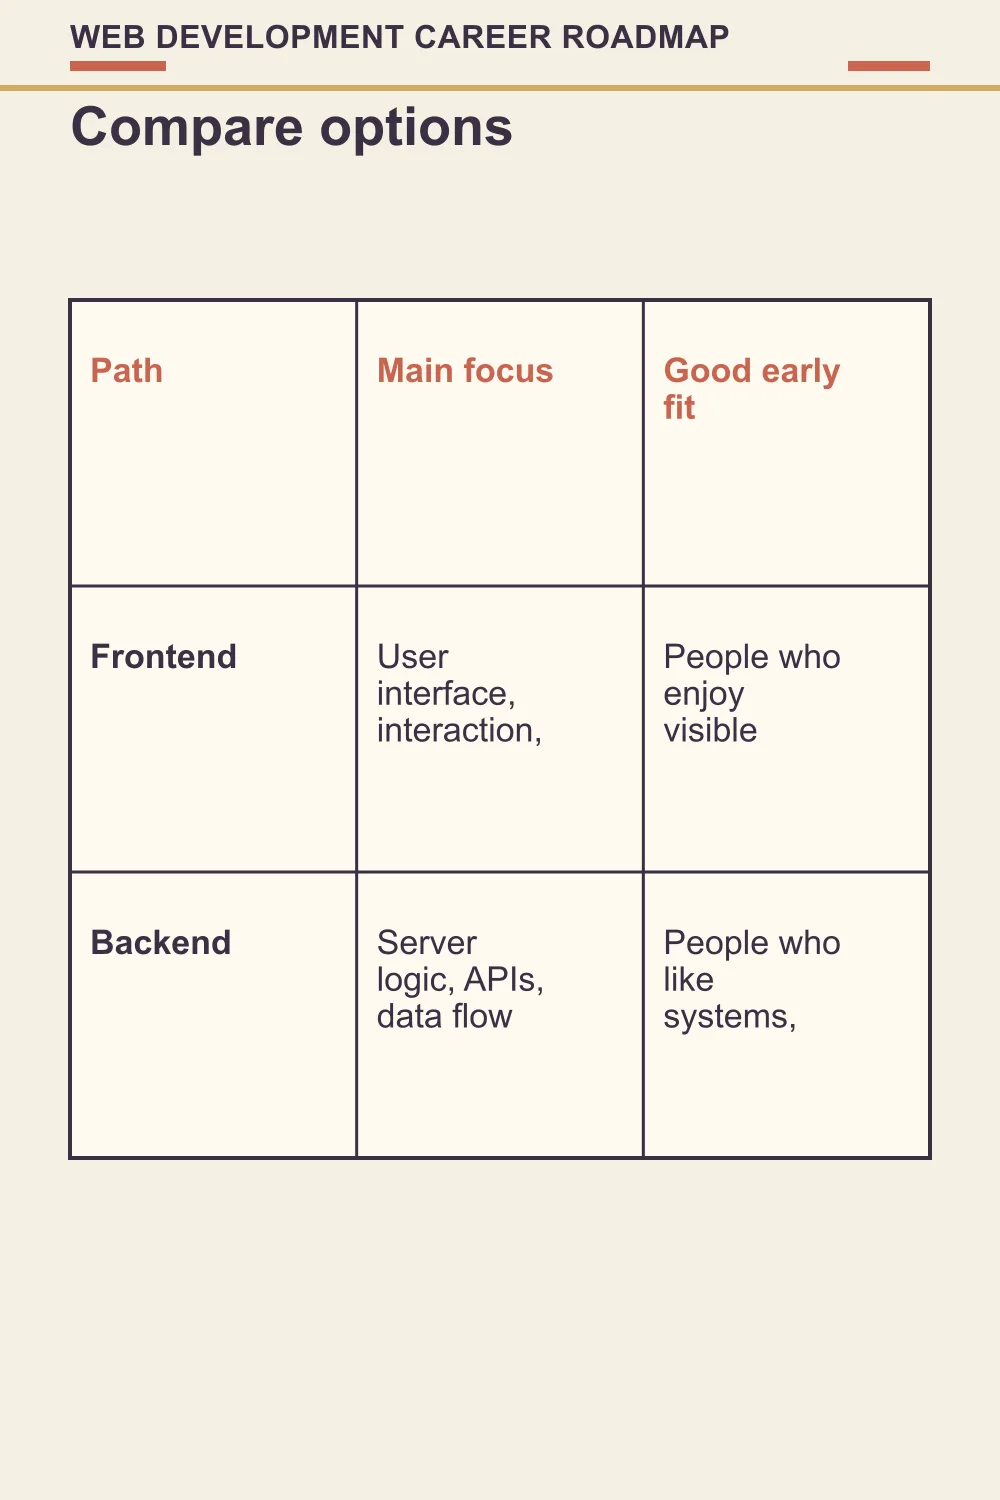 WEB DEVELOPMENT CAREER ROADMAP
Compare options
Path
Main focus
Good early
fit
Frontend
User
interface,
interaction,
People who
enjoy
visible
Backend
Server
logic, APIs,
data flow
People who
like
systems,